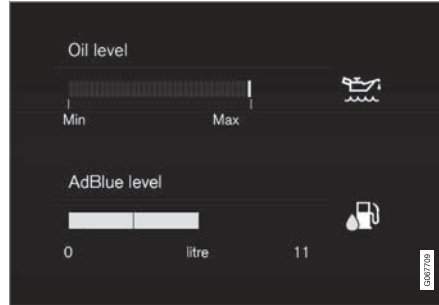 Oil level
Min Max
AdBlue level
0 litre 11
G067709